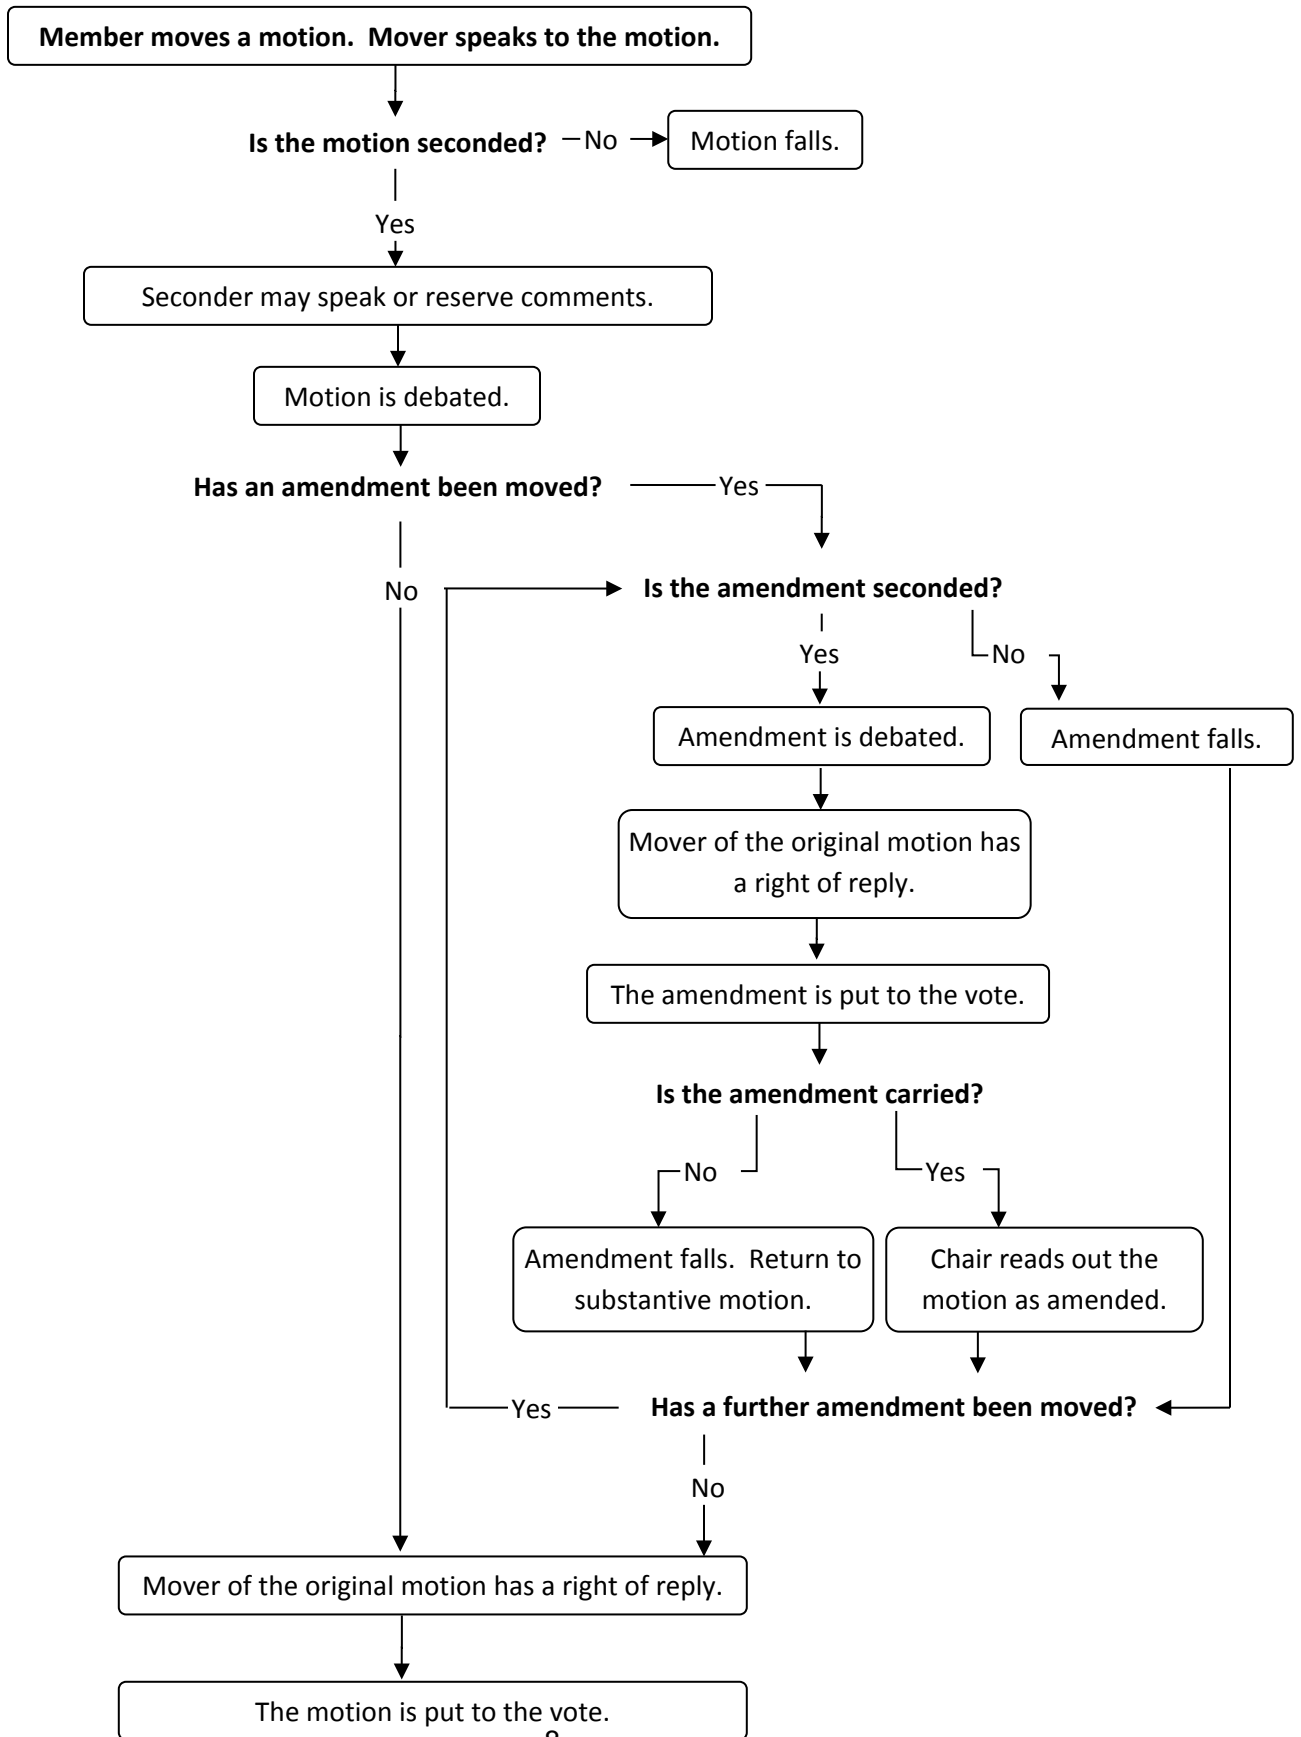 Member moves a motion.  Mover speaks to the motion.
Is the motion seconded?
No
Motion falls.
Yes
Seconder may speak or reserve comments.
Motion is debated.
Has an amendment been moved?
Yes
No
Is the amendment seconded?
Yes
No
Amendment is debated.
Amendment falls.
Mover of the original motion has
a right of reply.
The amendment is put to the vote.
Is the amendment carried?
No
Yes
Amendment falls.  Return to
substantive motion.
Chair reads out the
motion as amended.
Has a further amendment been moved?
Yes
No
Mover of the original motion has a right of reply.
The motion is put to the vote.